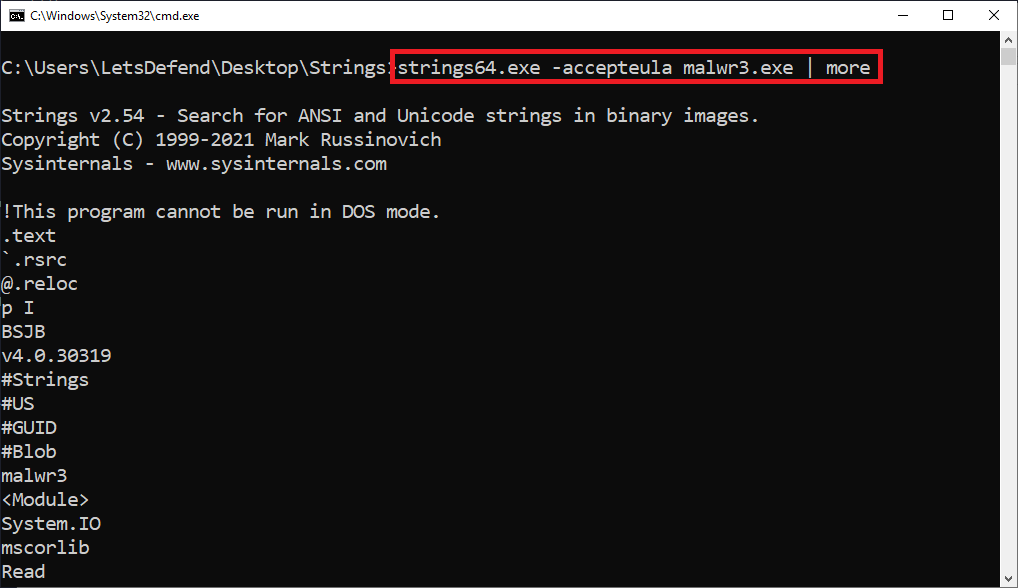 C:\Windows\System32\cmd.exe
C:\Users\LetsDefend\Desktop\Strings>strings64.exe -accepteula malwr3.exe | more
Strings v2.54 - Search for ANSI and Unicode strings in binary images.
Copyright (C) 1999-2021 Mark Russinovich
Sysinternals - www.sysinternals.com
!This program cannot be run in DOS mode.
.text
`.rsrc
@.reloc
p I
BSJB
v4.0.30319
#Strings
#US
#GUID
#Blob
malwr3
<Module>
System.IO
mscorlib
Read